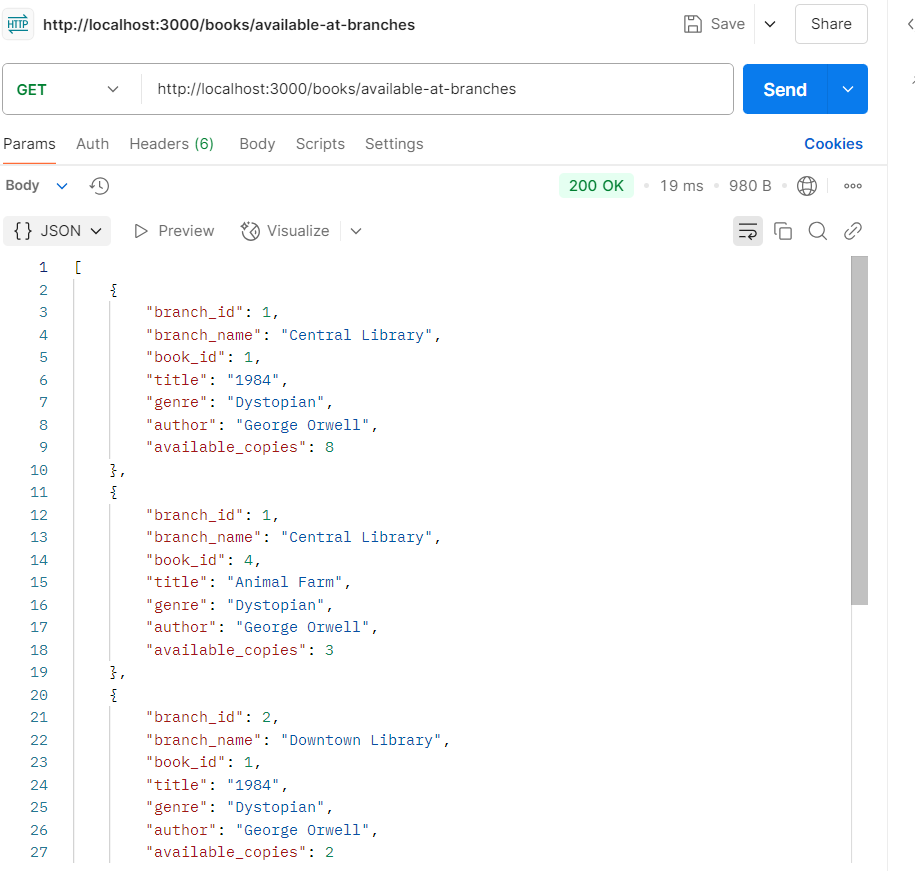 HTTP http://localhost:3000/books/available-at-branches Save Share
GET http://localhost:3000/books/available-at-branches Send
Params Auth Headers (6) Body Scripts Settings Cookies
Body 200 OK 19 ms 980 B
{} JSON Preview Visualize
1 [
2 {
3 "branch_id": 1,
4 "branch_name": "Central Library",
5 "book_id": 1,
6 "title": "1984",
7 "genre": "Dystopian",
8 "author": "George Orwell",
9 "available_copies": 8
10 },
11 {
12 "branch_id": 1,
13 "branch_name": "Central Library",
14 "book_id": 4,
15 "title": "Animal Farm",
16 "genre": "Dystopian",
17 "author": "George Orwell",
18 "available_copies": 3
19 },
20 {
21 "branch_id": 2,
22 "branch_name": "Downtown Library",
23 "book_id": 1,
24 "title": "1984",
25 "genre": "Dystopian",
26 "author": "George Orwell",
27 "available_copies": 2